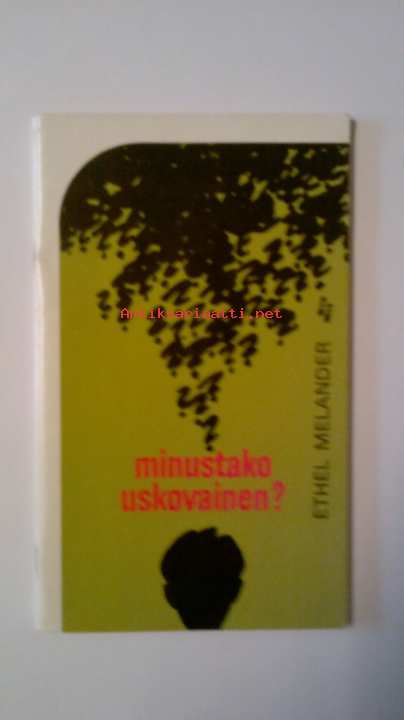 Antikvariaatti.net
minustako
uskovainen?
ETHEL MELANDER